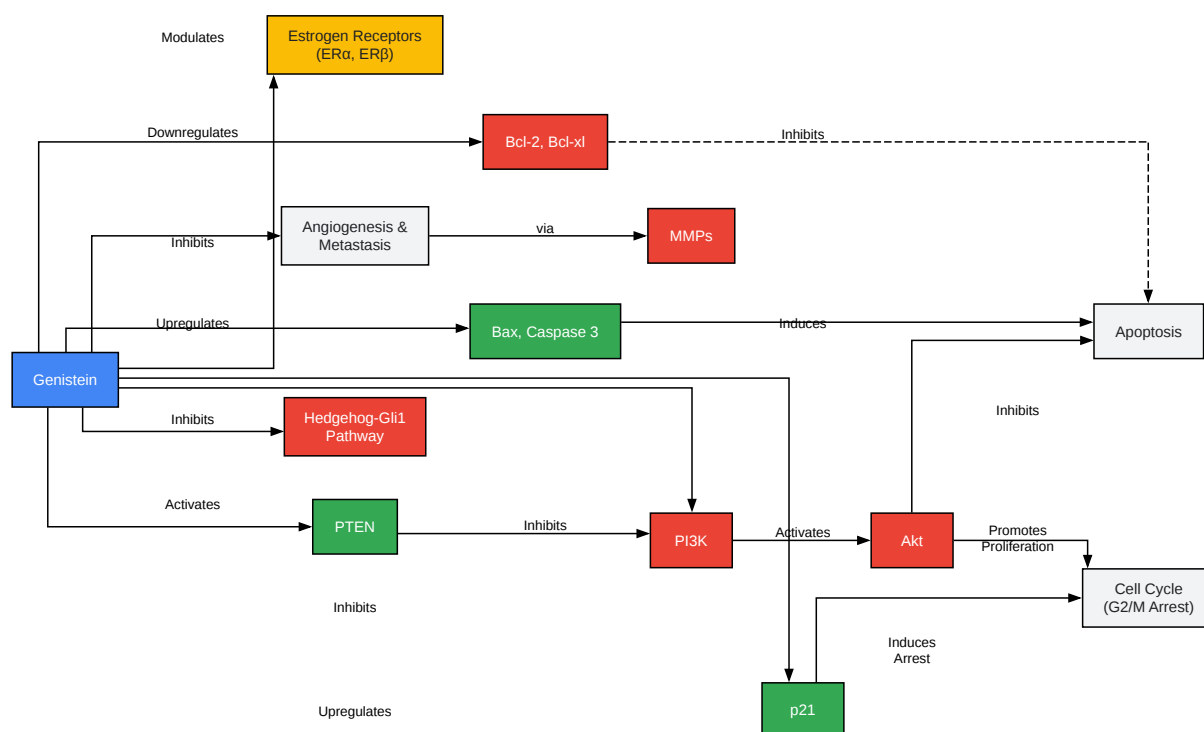 Modulates
Estrogen Receptors
(ERα, ERβ)
Downregulates
Bcl-2, Bcl-xl
Inhibits
Angiogenesis &
Metastasis
Inhibits
via
MMPs
Upregulates
Bax, Caspase 3
Induces
Apoptosis
Genistein
Inhibits
Hedgehog-Gli1
Pathway
Inhibits
Activates
PTEN
Inhibits
PI3K
Activates
Akt
Promotes
Proliferation
Cell Cycle
(G2/M Arrest)
Inhibits
Induces
Arrest
Upregulates
p21